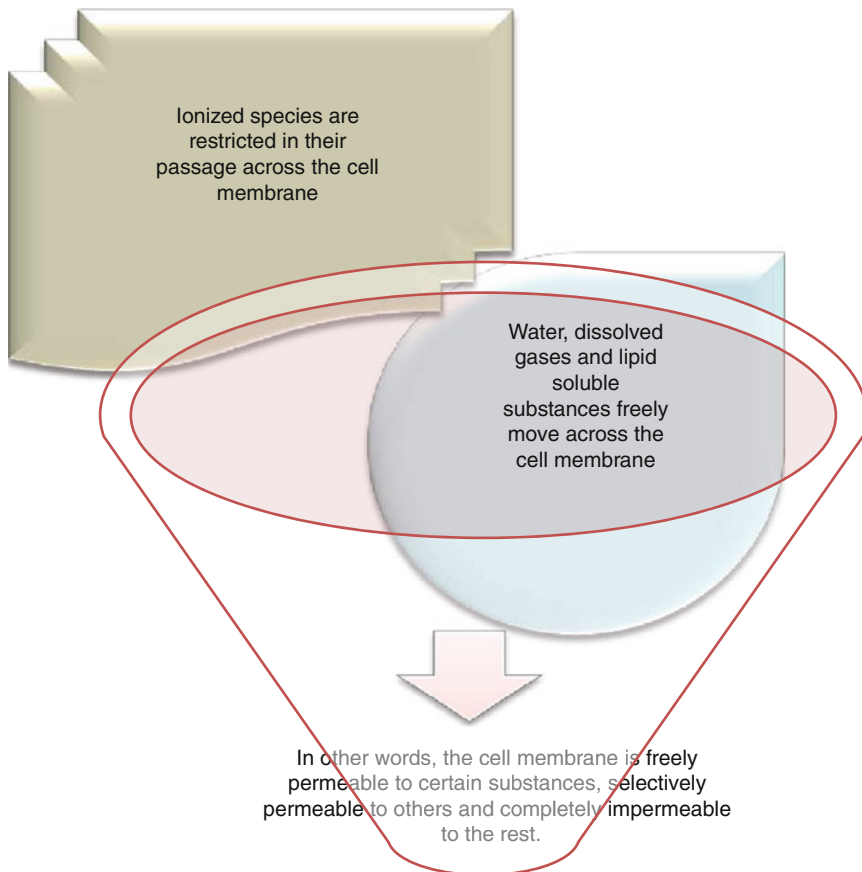 Ionized species are
restricted in their
passage across the cell
membrane
Water, dissolved
gases and lipid
soluble
substances freely
move across the
cell membrane
In other words, the cell membrane is freely
permeable to certain substances, selectively
permeable to others and completely impermeable
to the rest.